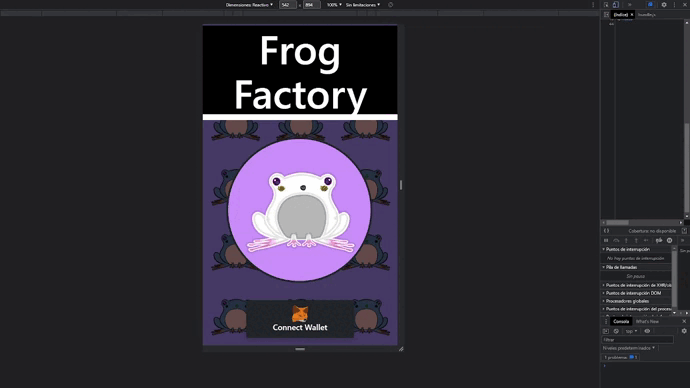 Dimensiones: Reactivo
542
x
894
100%
Sin limitaciones
Frog
Factory
Connect Wallet
(índice)
bundle.js
Cobertura: no disponible
Puntos de interrupción
No hay puntos de interrupción
Pila de llamadas
Sin pausa
Puntos de interrupción de XHR/
Puntos de interrupción DOM
Procesadores globales
Puntos de interrupción del
Consola
What's New
top
Filtrar
Niveles predeterminados
1 problema:
1